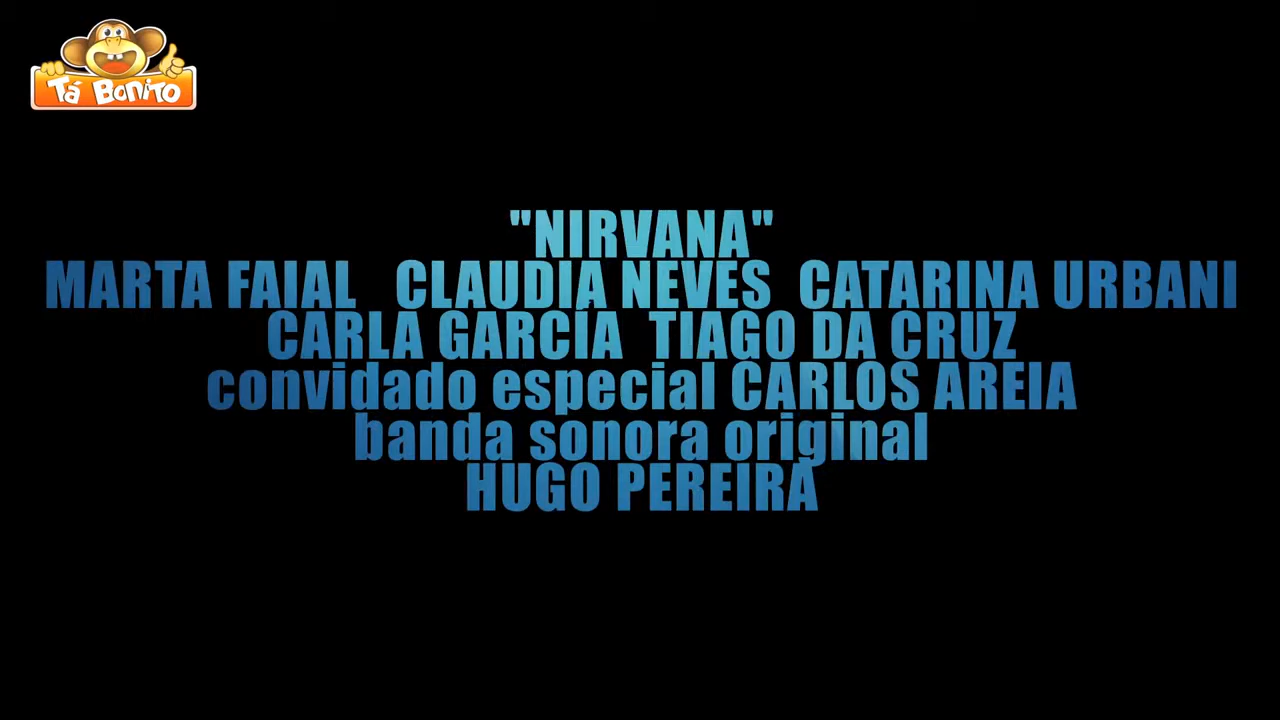 Tá Bonito
"NIRVANA"
MARTA FAIAL CLAUDIA NEVES CATARINA URBANI
CARLA GARCÍA TIAGO DA CRUZ
convidado especial CARLOS AREIA
banda sonora original
HUGO PEREIRA